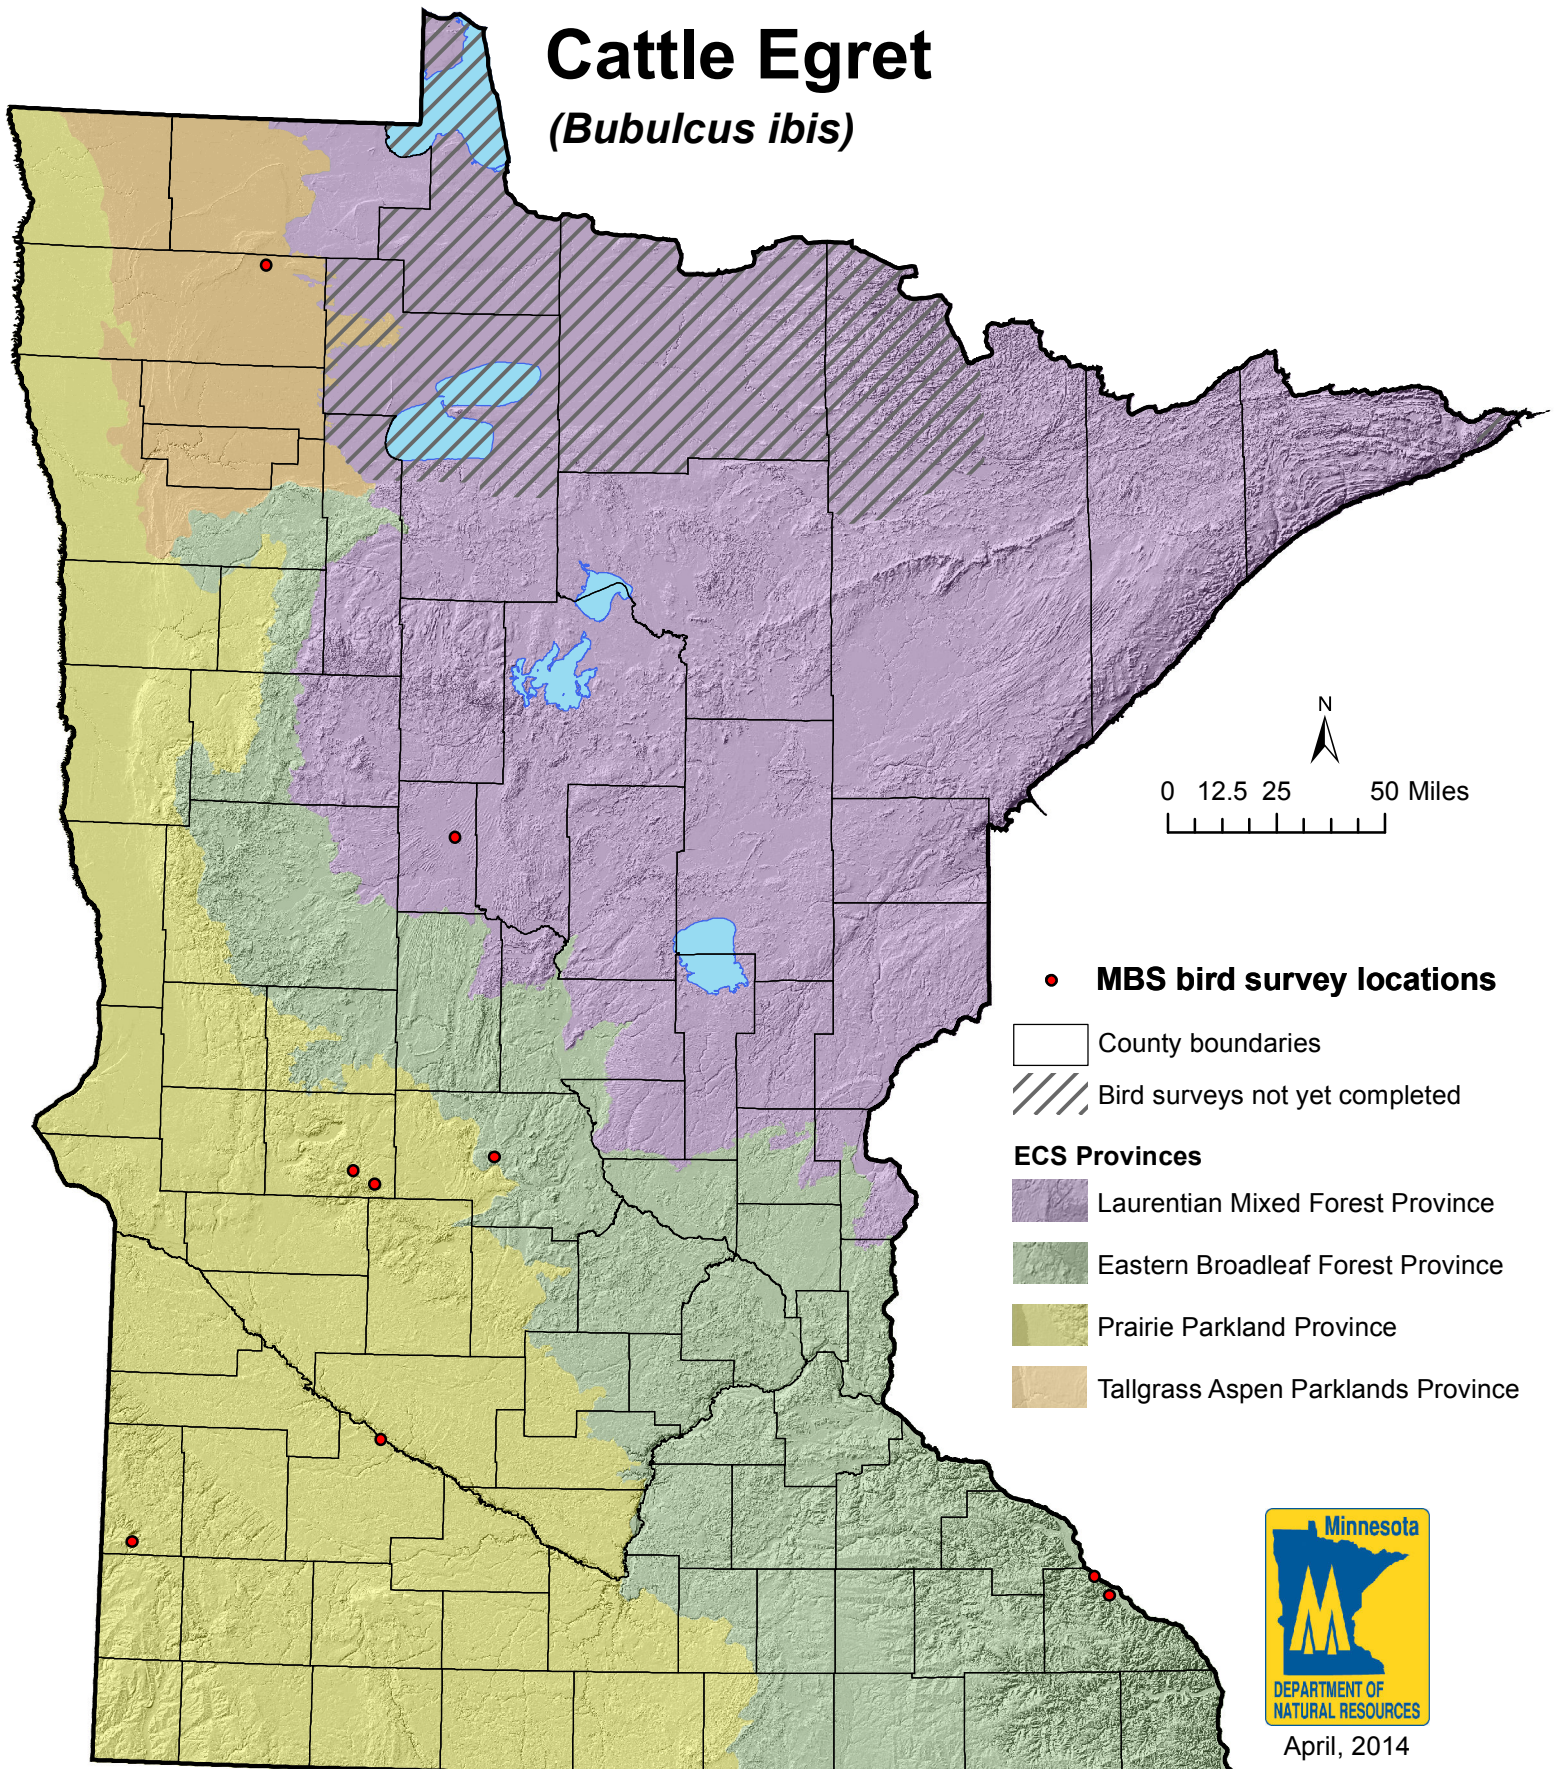 Cattle Egret
(Bubulcus ibis)
N
0 12.5 25 50 Miles
MBS bird survey locations
County boundaries
Bird surveys not yet completed
ECS Provinces
Laurentian Mixed Forest Province
Eastern Broadleaf Forest Province
Prairie Parkland Province
Tallgrass Aspen Parklands Province
Minnesota
DEPARTMENT OF
NATURAL RESOURCES
April, 2014